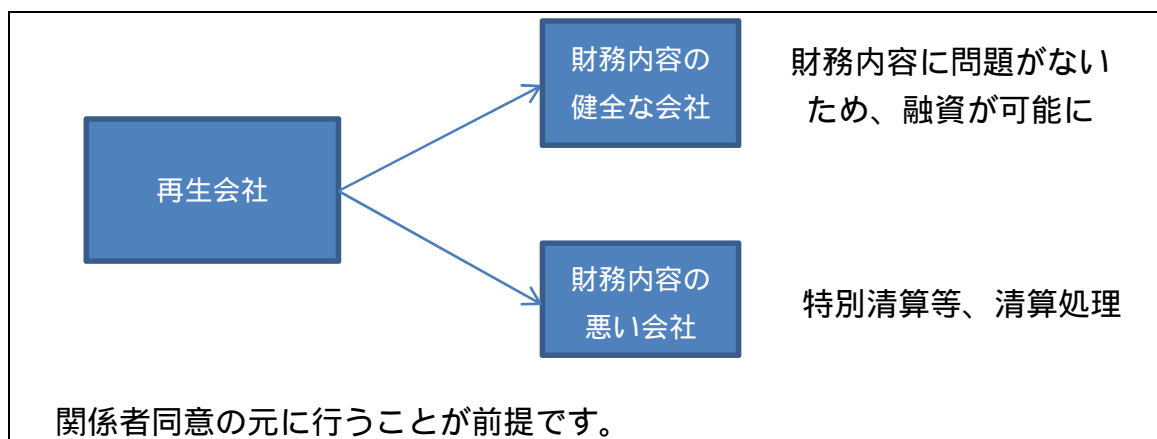 財務内容の
健全な会社
財務内容に問題がない
ため、融資が可能に
再生会社
財務内容の
悪い会社
特別清算等、清算処理
関係者同意の元に行うことが前提です。